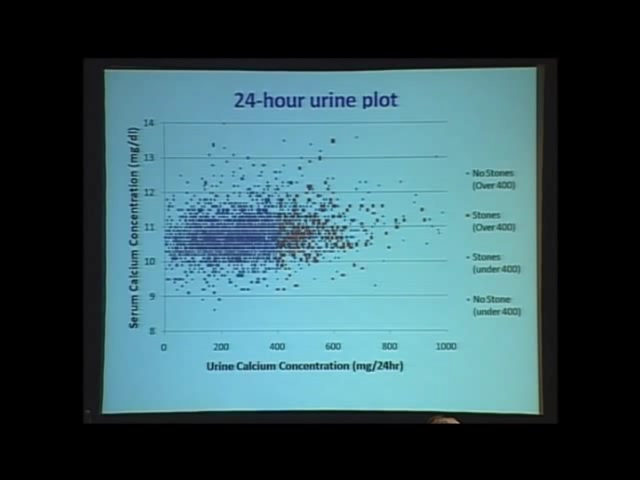 24-hour urine plot
14
13
12
11
10
9
8
Serum Calcium Concentration (mg/dl)
0 200 400 600 800 1000
Urine Calcium Concentration (mg/24hr)
No Stones
(Over 400)
Stones
(Over 400)
Stones
(under 400)
No Stone
(under 400)